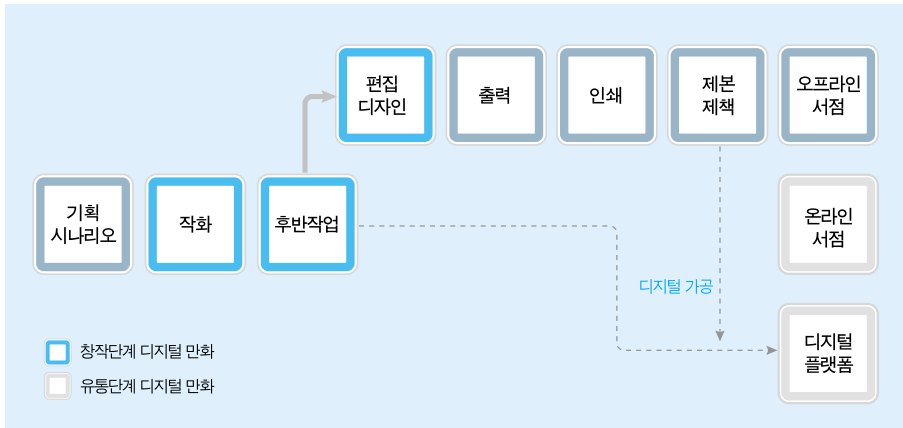 편집
디자인
출력
인쇄
제본
제책
오프라인
서점
기획
시나리오
작화
후반작업
온라인
서점
디지털 가공
디지털
플랫폼
창작단계 디지털 만화
유통단계 디지털 만화